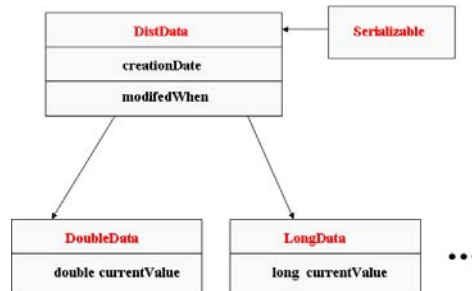 DistData
Serializable
creationDate
modifedWhen
DoubleData
LongData
double currentValue
long currentValue
...